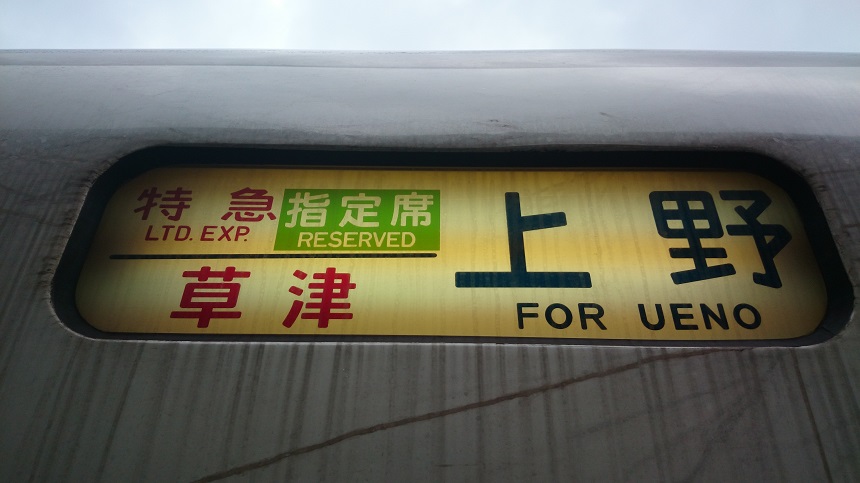 特急 指定席
LTD. EXP. RESERVED
草津
上野
FOR UENO